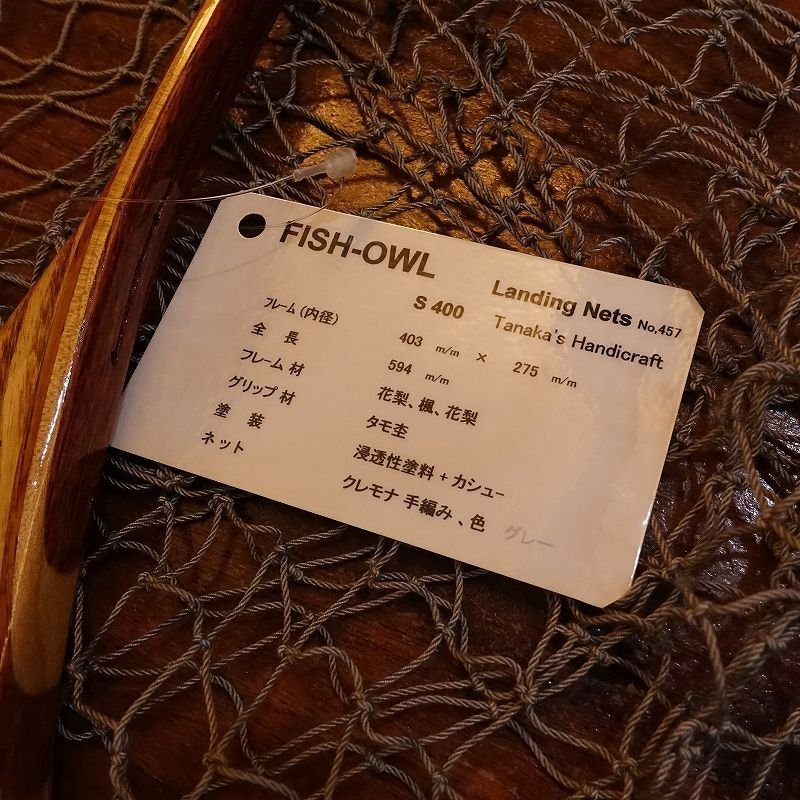 FISH-OWL Landing Nets No.457
S 400 Tanaka's Handicraft
フレーム(内径) 403 m/m × 275 m/m
全 長 594 m/m
フレーム材 花梨、楓、花梨
グリップ材 タモ杢
塗 装 浸透性塗料 + カシュー
ネット クレモナ 手編み 、色 グレー